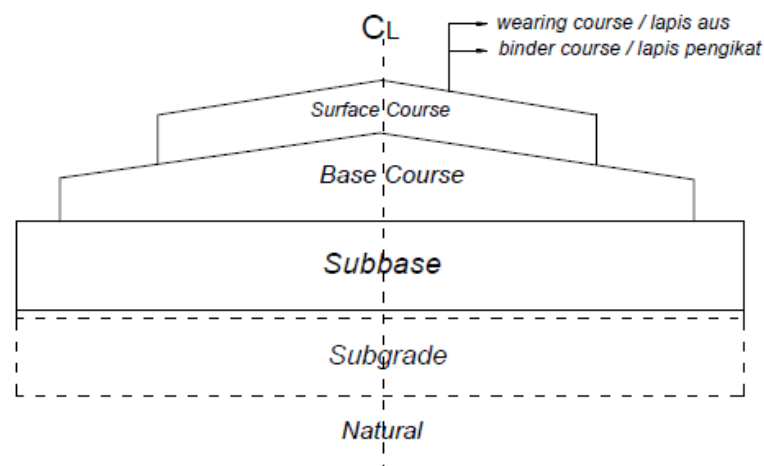 CL
wearing course / lapis aus
binder course / lapis pengikat
Surface Course
Base Course
Subbase
Subgrade
Natural